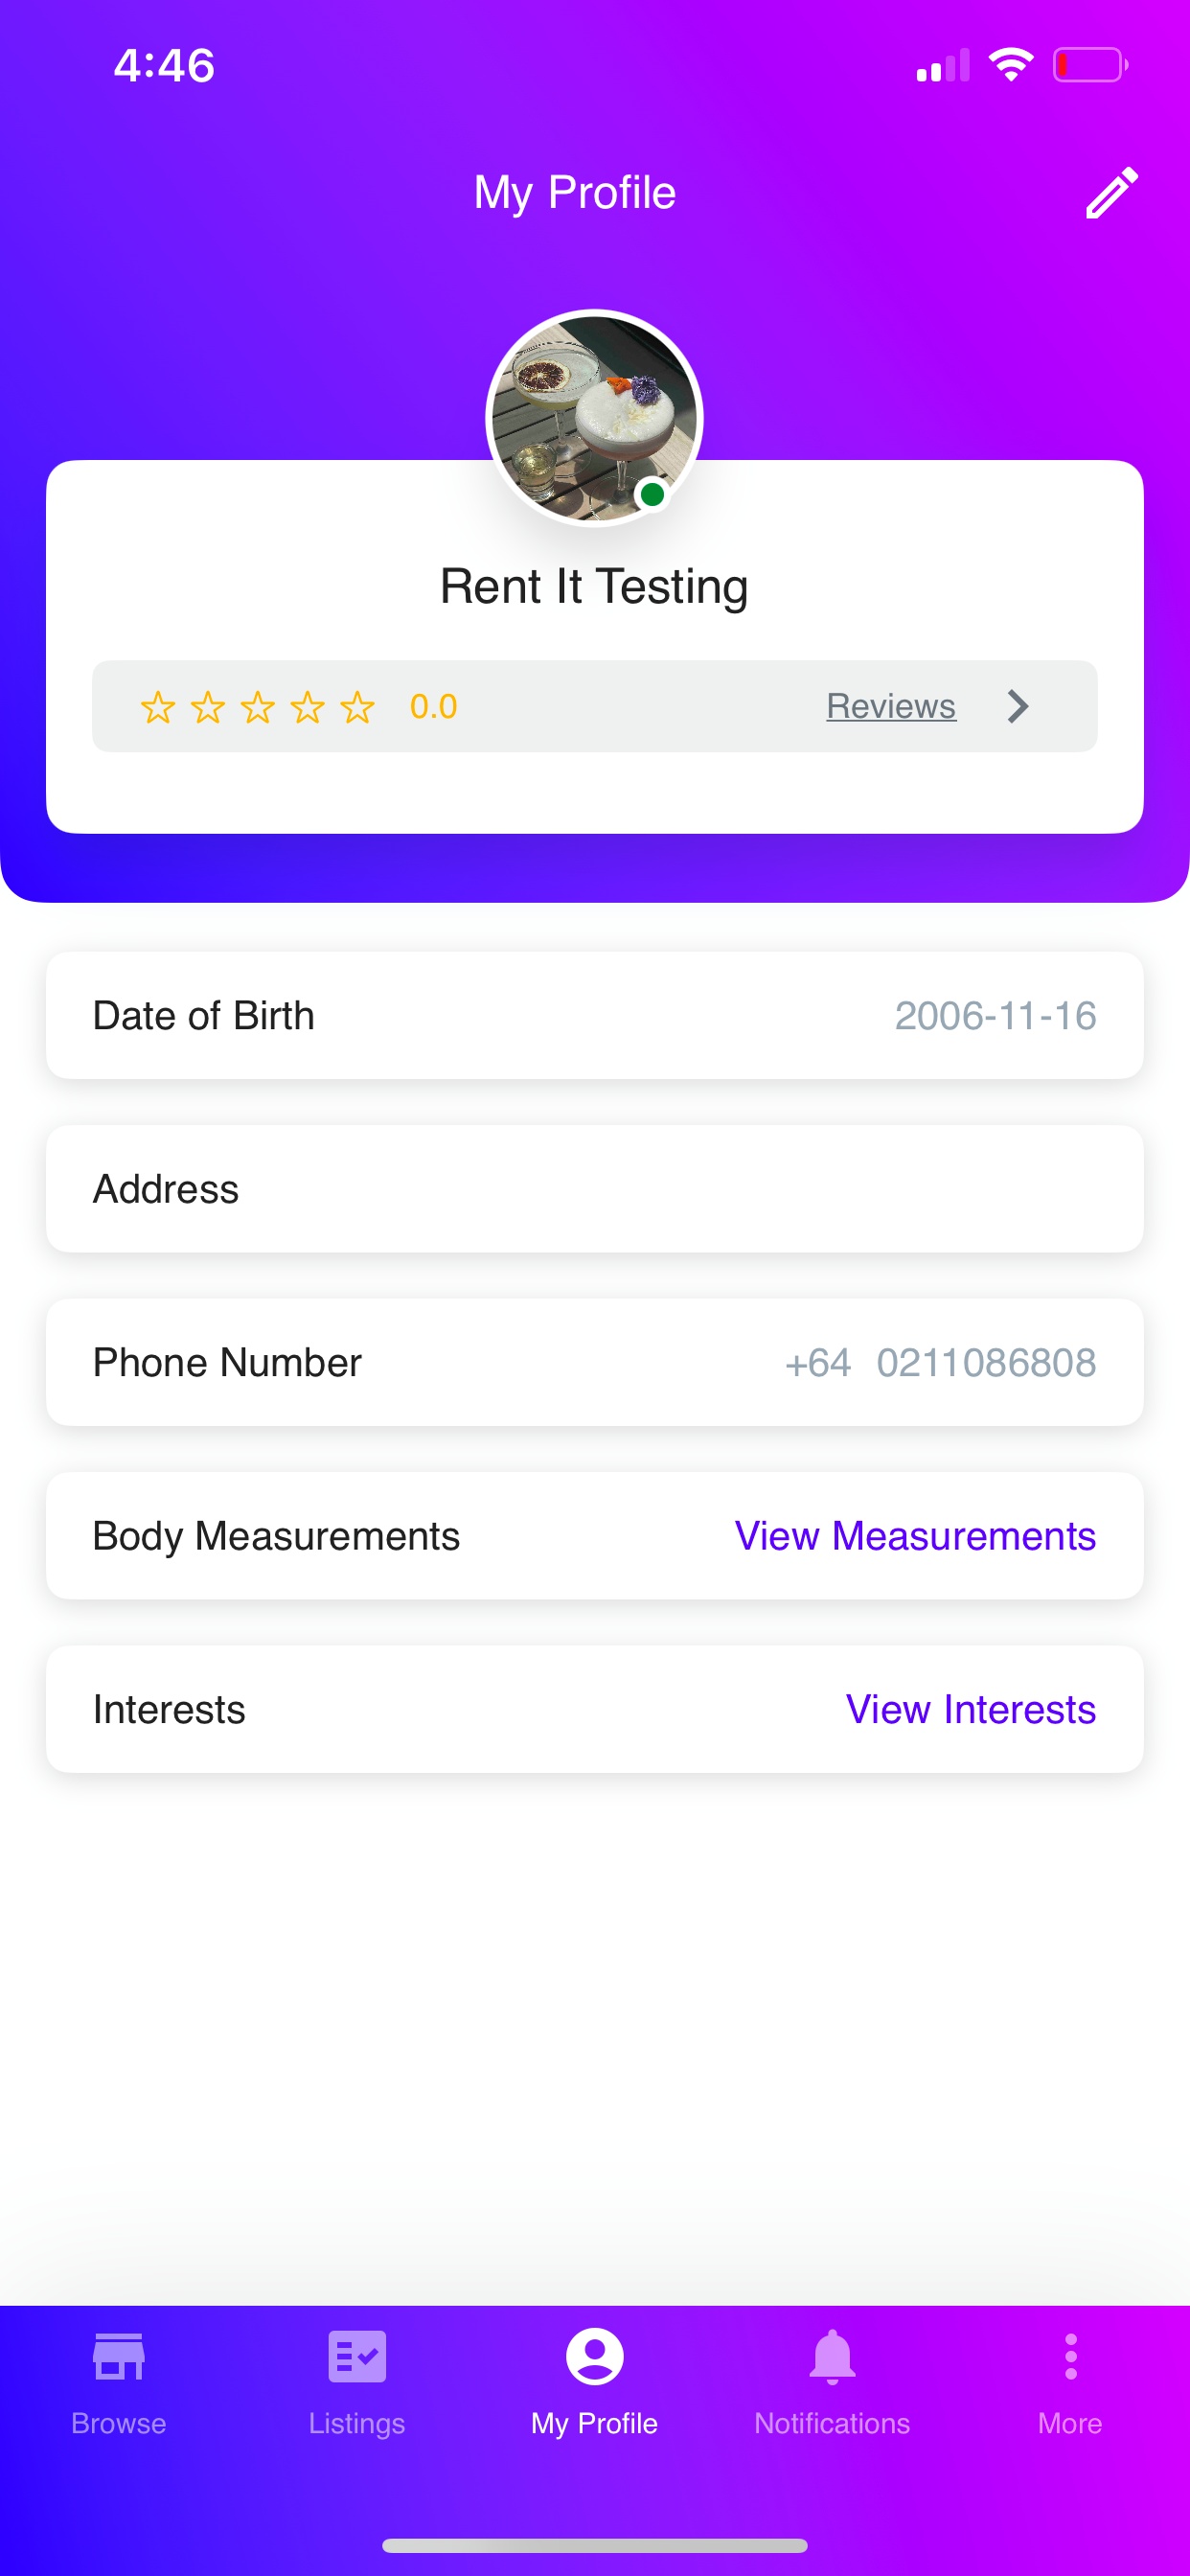 4:46
My Profile
Rent It Testing
0.0 Reviews
Date of Birth 2006-11-16
Address
Phone Number +64 0211086808
Body Measurements View Measurements
Interests View Interests
Browse Listings My Profile Notifications More